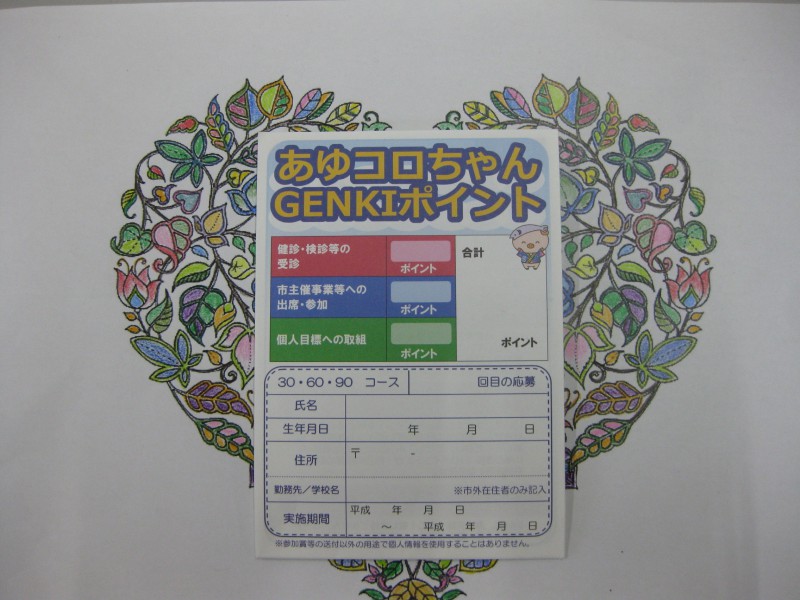 あゆコロちゃん
GENKIポイント
健診・検診等の
受診
ポイント
市主催事業等への
出席・参加
ポイント
個人目標への取組
ポイント
合計
ポイント
30・60・90 コース
回目の応募
氏名
生年月日 年 月 日
住所 〒 -
勤務先／学校名 ※市外在住者のみ記入
実施期間 平成 年 月 日
～ 平成 年 月 日
※参加賞等の送付以外の用途で個人情報を使用することはありません。